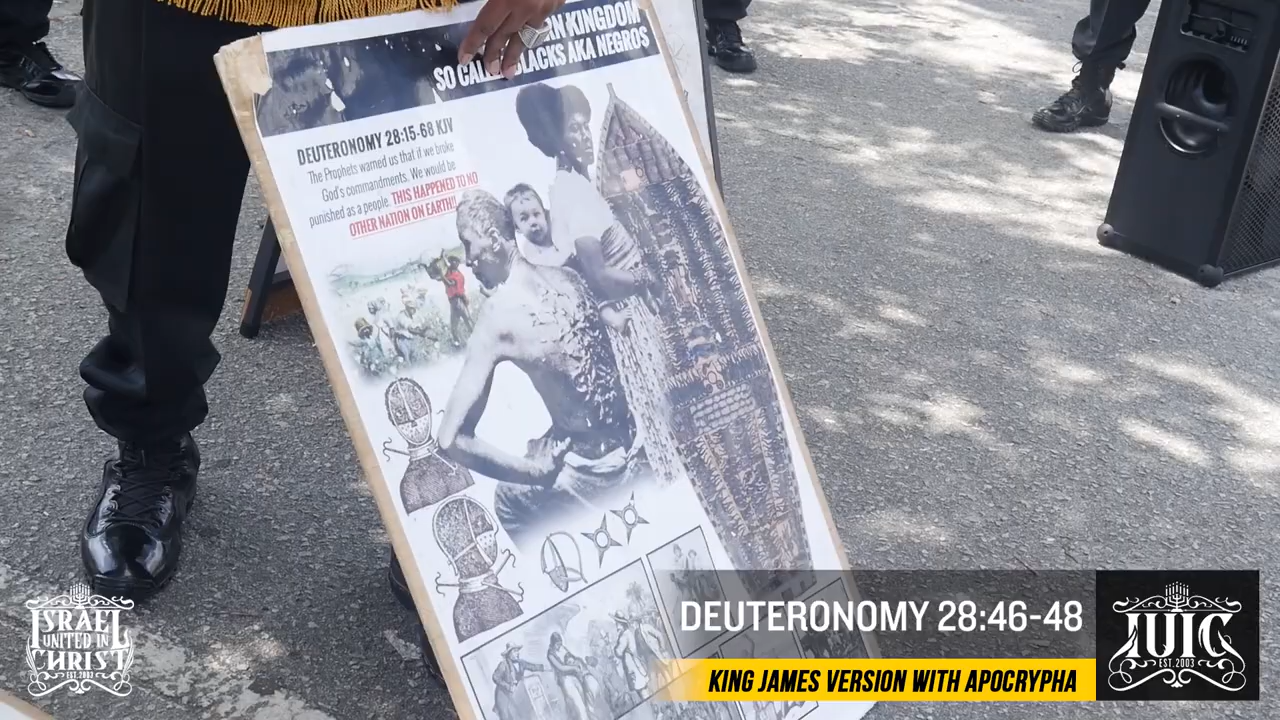 KINGDOM
SO CALLED BLACKS AKA NEGROS
DEUTERONOMY 28:15-68 KJV
The Prophets warned us that if we broke
God's commandments. We would be
punished as a people. THIS HAPPENED TO NO
OTHER NATION ON EARTH!!
DEUTERONOMY 28:46-48
KING JAMES VERSION WITH APOCRYPHA
ISRAEL
UNITED IN
CHRIST
EST. 2003
IUIC
EST. 2003